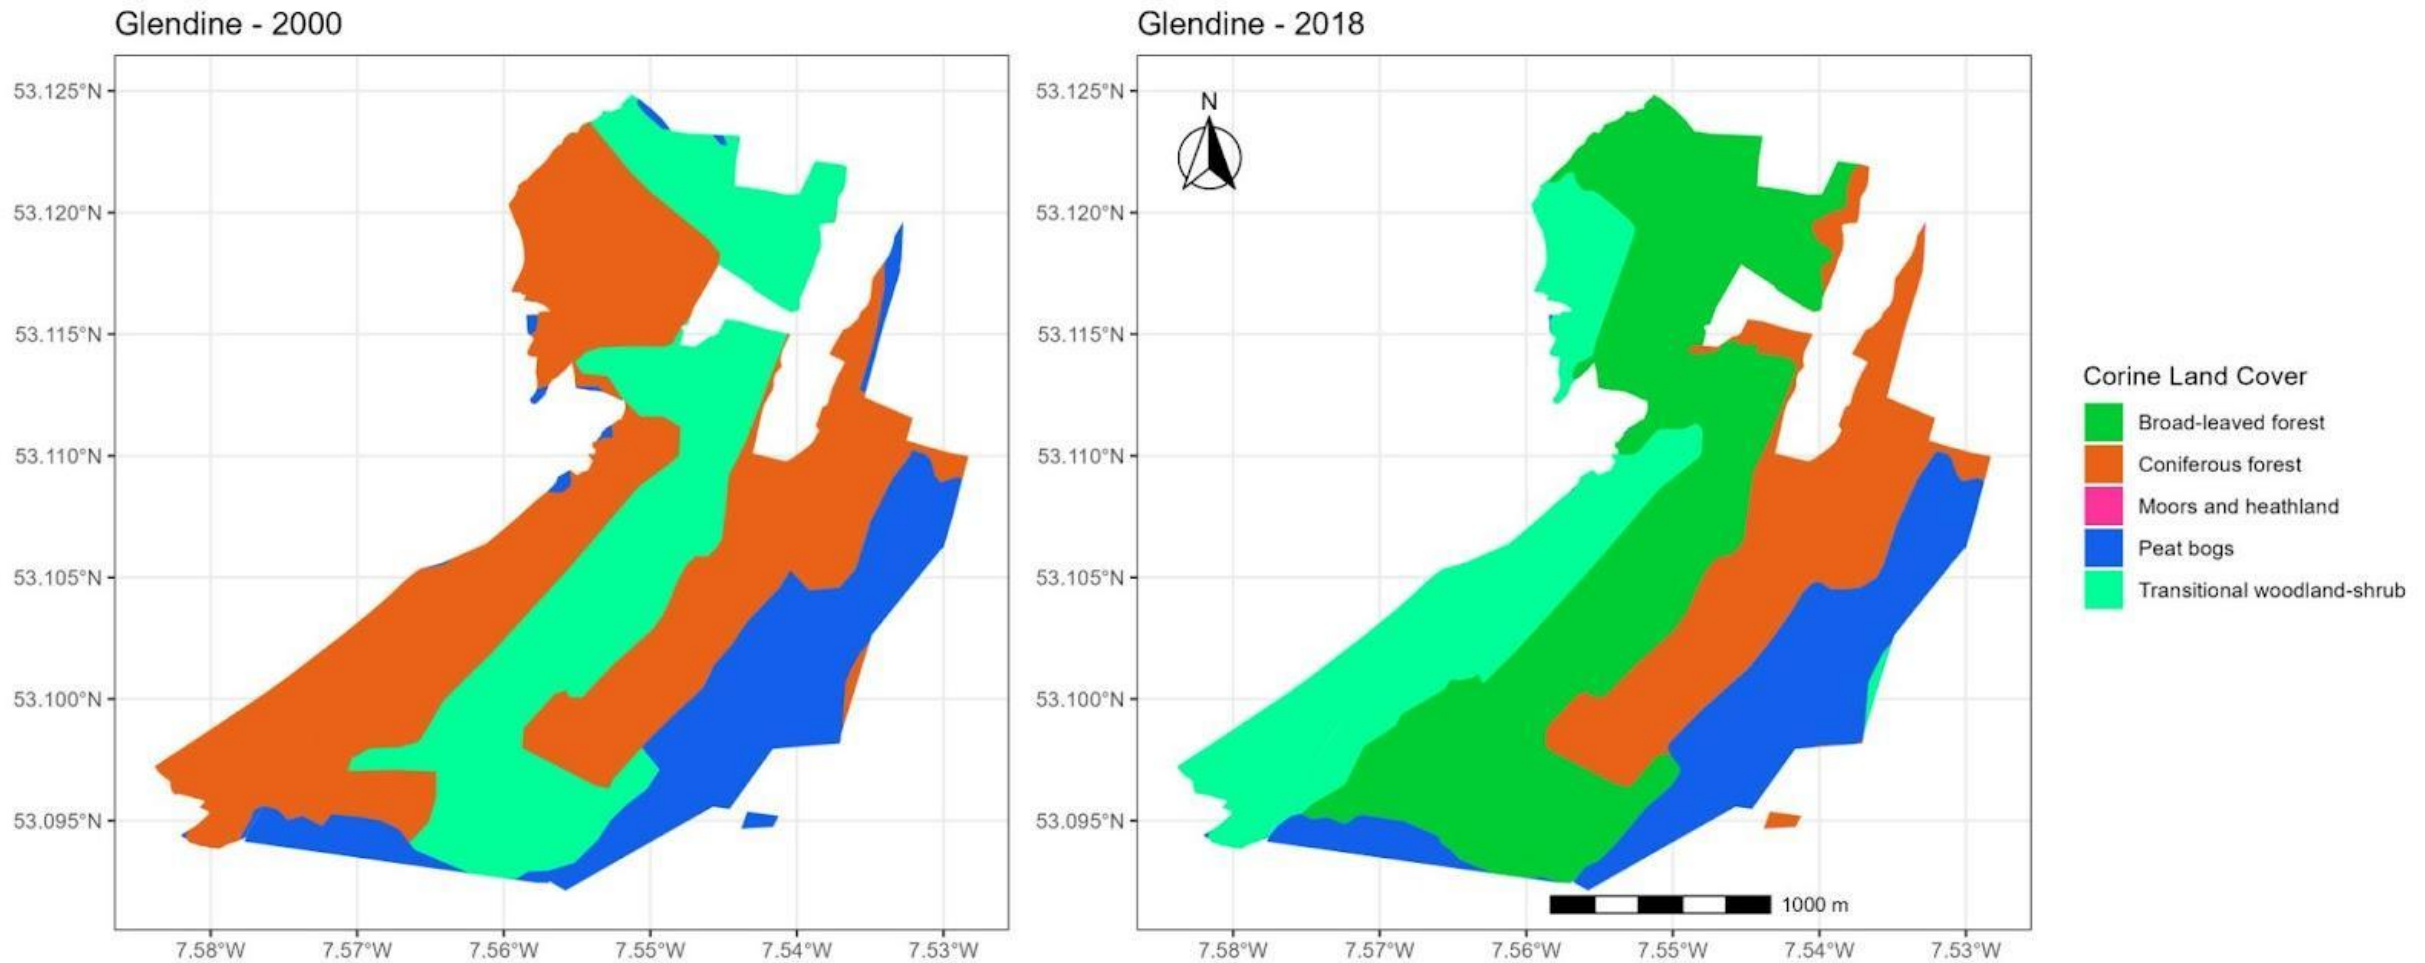 Glendine - 2000
53.125°N
53.120°N
53.115°N
53.110°N
53.105°N
53.100°N
53.095°N
7.58°W 7.57°W 7.56°W 7.55°W 7.54°W 7.53°W
Glendine - 2018
53.125°N
53.120°N
53.115°N
53.110°N
53.105°N
53.100°N
53.095°N
N
1000 m
7.58°W 7.57°W 7.56°W 7.55°W 7.54°W 7.53°W
Corine Land Cover
Broad-leaved forest
Coniferous forest
Moors and heathland
Peat bogs
Transitional woodland-shrub